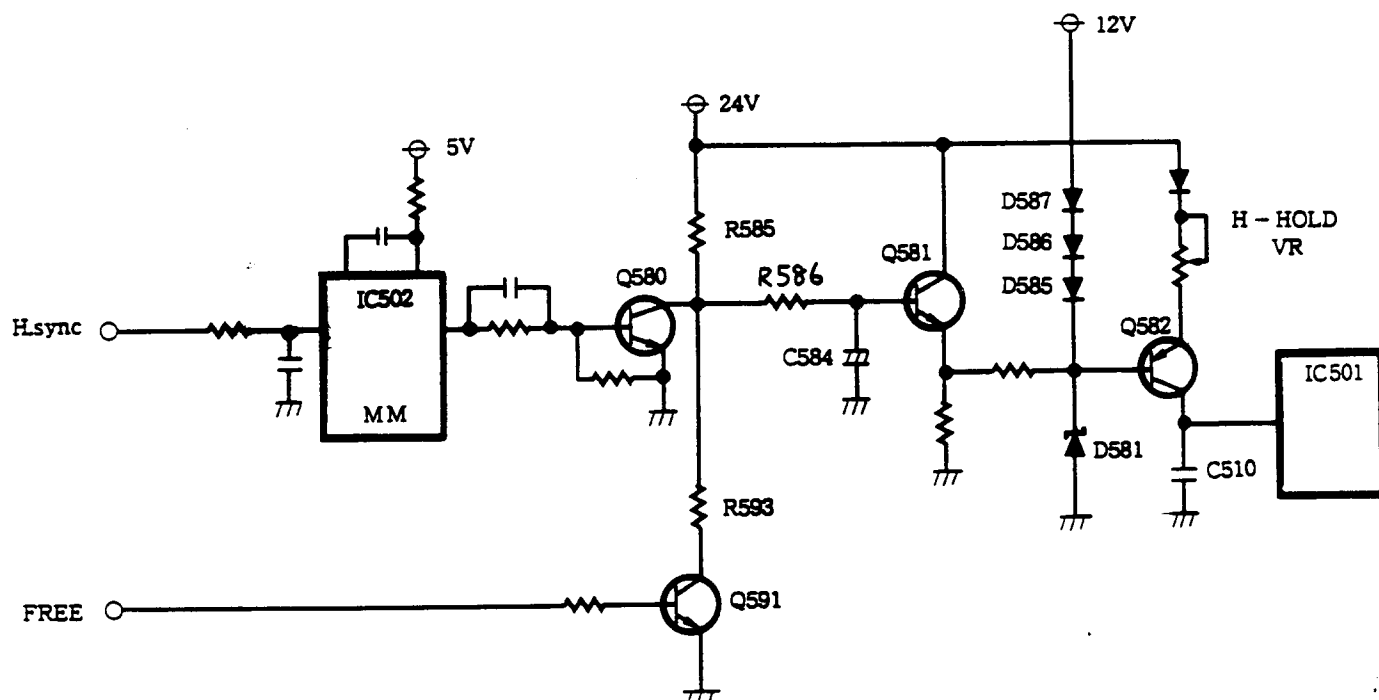 12V
24V
5V
D587
H - HOLD
VR
R585
D586
Q581
Q580
R586
D585
IC502
Q582
H.sync
C584
IC501
MM
D581
C510
R593
FREE
Q591